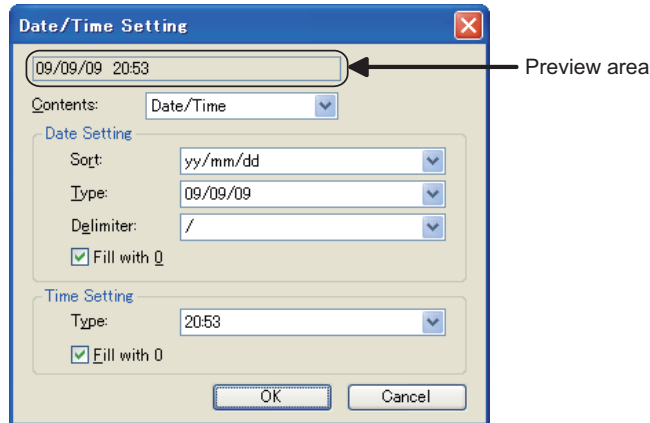 Date/Time Setting
09/09/09 20:53
Preview area
Contents: Date/Time
Date Setting
Sort: yy/mm/dd
Type: 09/09/09
Delimiter: /
Fill with 0
Time Setting
Type: 20:53
Fill with 0
OK Cancel